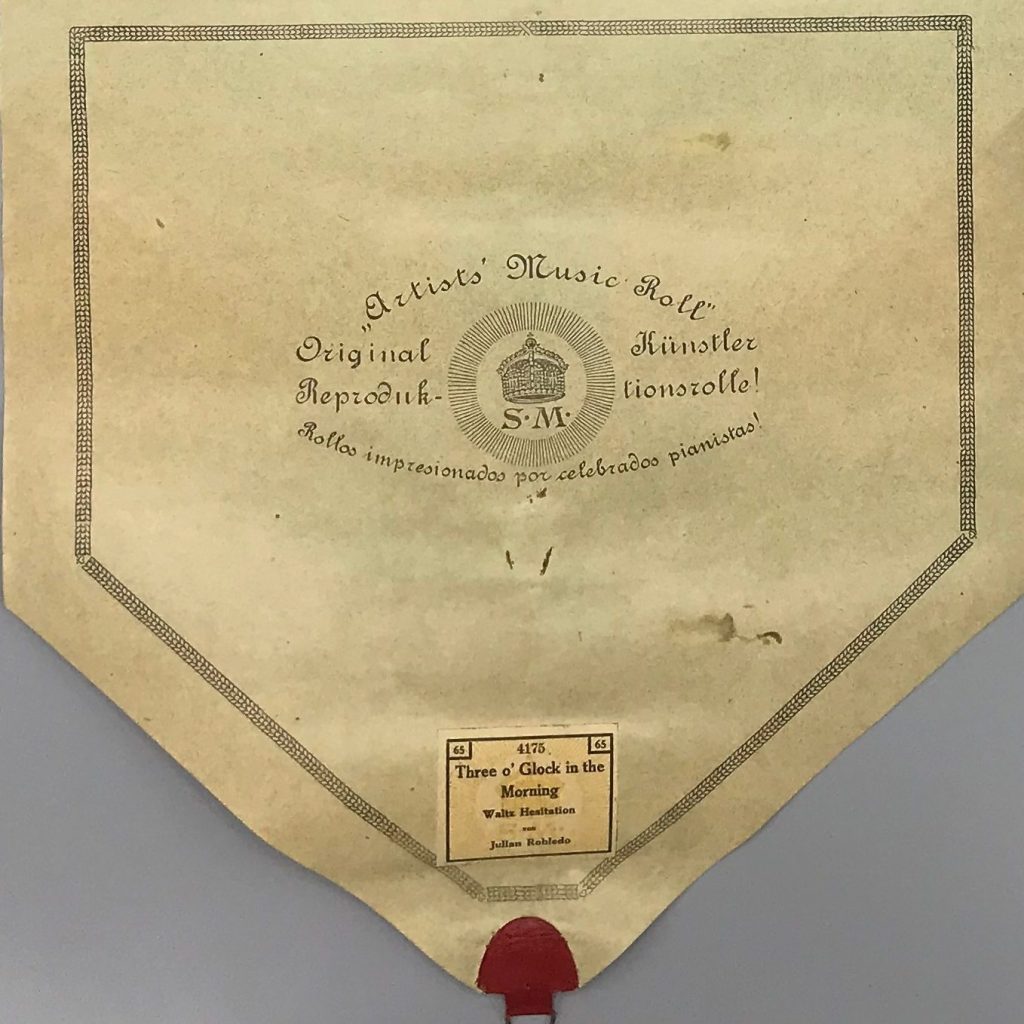 „Artists' Music Roll"
Original Künstler
Reproduk- tionsrolle!
S·M·
Rollos impresionados por celebrados pianistas!
65 4175 65
Three o' Glock in the
Morning
Waltz Hesitation
von
Julian Robledo